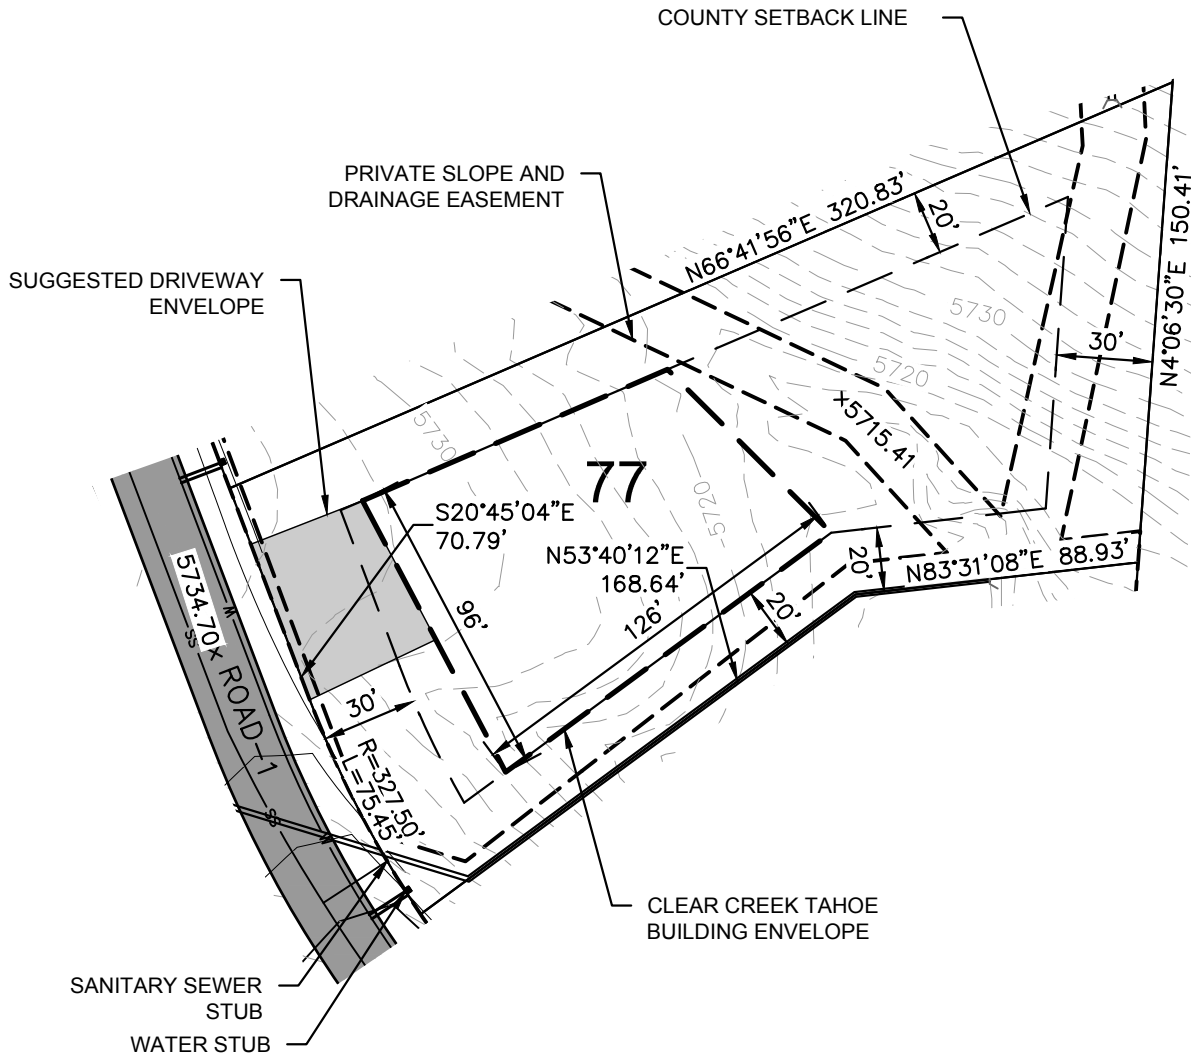 COUNTY SETBACK LINE
PRIVATE SLOPE AND
DRAINAGE EASEMENT
N66°41'56"E 320.83'
20'
SUGGESTED DRIVEWAY
ENVELOPE
5730
30'
N4°06'30"E 150.41'
5720
x5715.41
5730
77
S20°45'04"E
70.79'
5720
N53°40'12"E
168.64'
20'
N83°31'08"E 88.93'
96'
126'
20'
5734.70x
W
SS
ROAD 1
30'
R=327.50'
L=75.45'
SS
W
CLEAR CREEK TAHOE
BUILDING ENVELOPE
SANITARY SEWER
STUB
WATER STUB